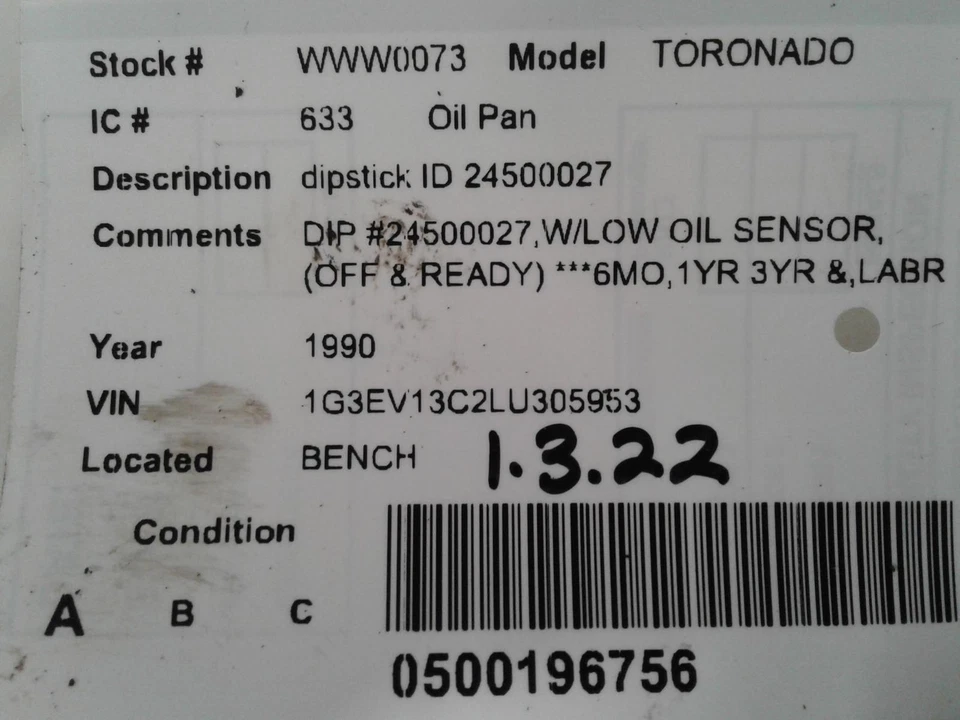 Stock # WWW0073 Model TORONADO
IC # 633 Oil Pan
Description dipstick ID 24500027
Comments DIP #24500027,W/LOW OIL SENSOR,
(OFF & READY) ***6MO,1YR 3YR &,LABR
Year 1990
VIN 1G3EV13C2LU305953
Located BENCH 1.3.22
Condition
A B C
0500196756